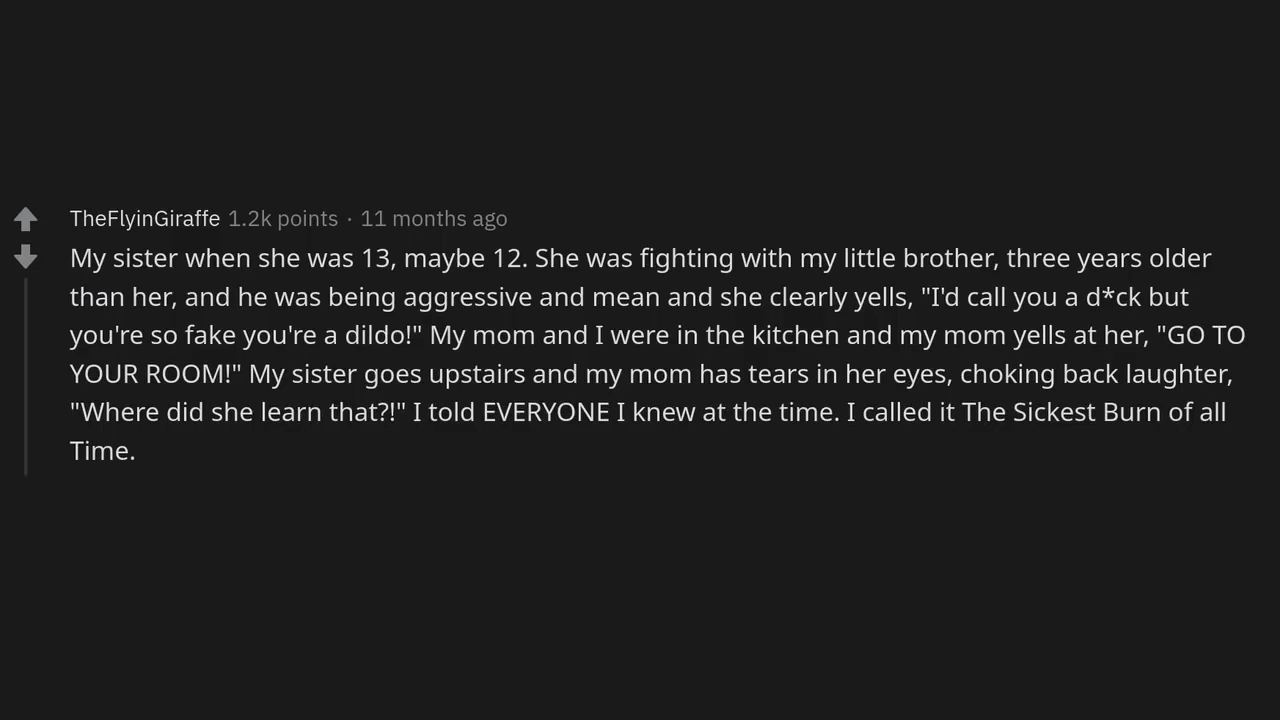 TheFlyinGiraffe 1.2k points · 11 months ago
My sister when she was 13, maybe 12. She was fighting with my little brother, three years older
than her, and he was being aggressive and mean and she clearly yells, "I'd call you a d*ck but
you're so fake you're a dildo!" My mom and I were in the kitchen and my mom yells at her, "GO TO
YOUR ROOM!" My sister goes upstairs and my mom has tears in her eyes, choking back laughter,
"Where did she learn that?!" I told EVERYONE I knew at the time. I called it The Sickest Burn of all
Time.